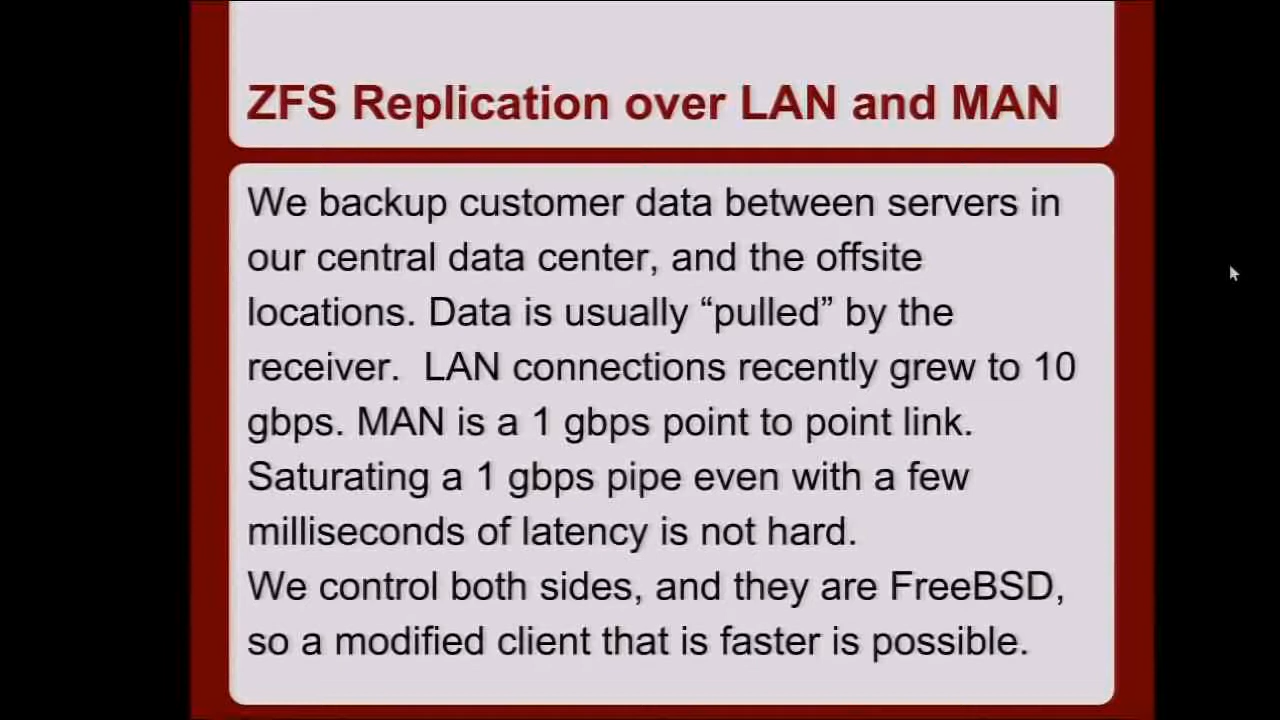 ZFS Replication over LAN and MAN
We backup customer data between servers in
our central data center, and the offsite
locations. Data is usually “pulled” by the
receiver.  LAN connections recently grew to 10
gbps. MAN is a 1 gbps point to point link.
Saturating a 1 gbps pipe even with a few
milliseconds of latency is not hard.
We control both sides, and they are FreeBSD,
so a modified client that is faster is possible.